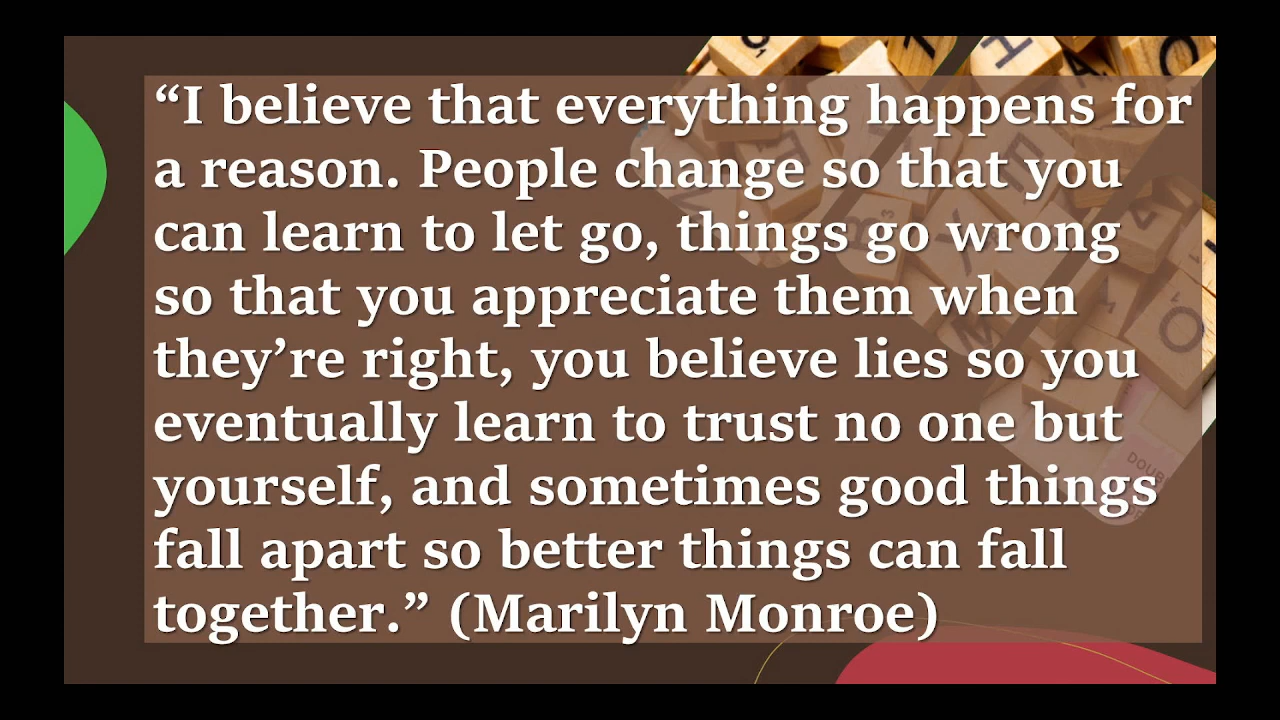 “I believe that everything happens for
a reason. People change so that you
can learn to let go, things go wrong
so that you appreciate them when
they’re right, you believe lies so you
eventually learn to trust no one but
yourself, and sometimes good things
fall apart so better things can fall
together.” (Marilyn Monroe)